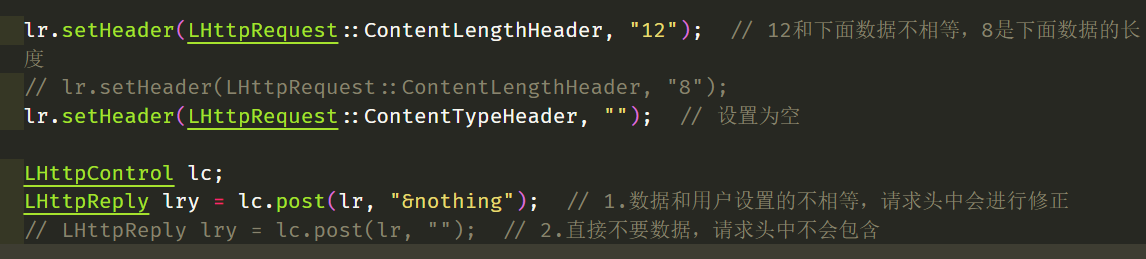 lr.setHeader(LHttpRequest::ContentLengthHeader, "12");  // 12和下面数据不相等，8是下面数据的长
度
// lr.setHeader(LHttpRequest::ContentLengthHeader, "8");
lr.setHeader(LHttpRequest::ContentTypeHeader, "");  // 设置为空
LHttpControl lc;
LHttpReply lry = lc.post(lr, "&nothing");  // 1.数据和用户设置的不相等，请求头中会进行修正
// LHttpReply lry = lc.post(lr, "");  // 2.直接不要数据，请求头中不会包含